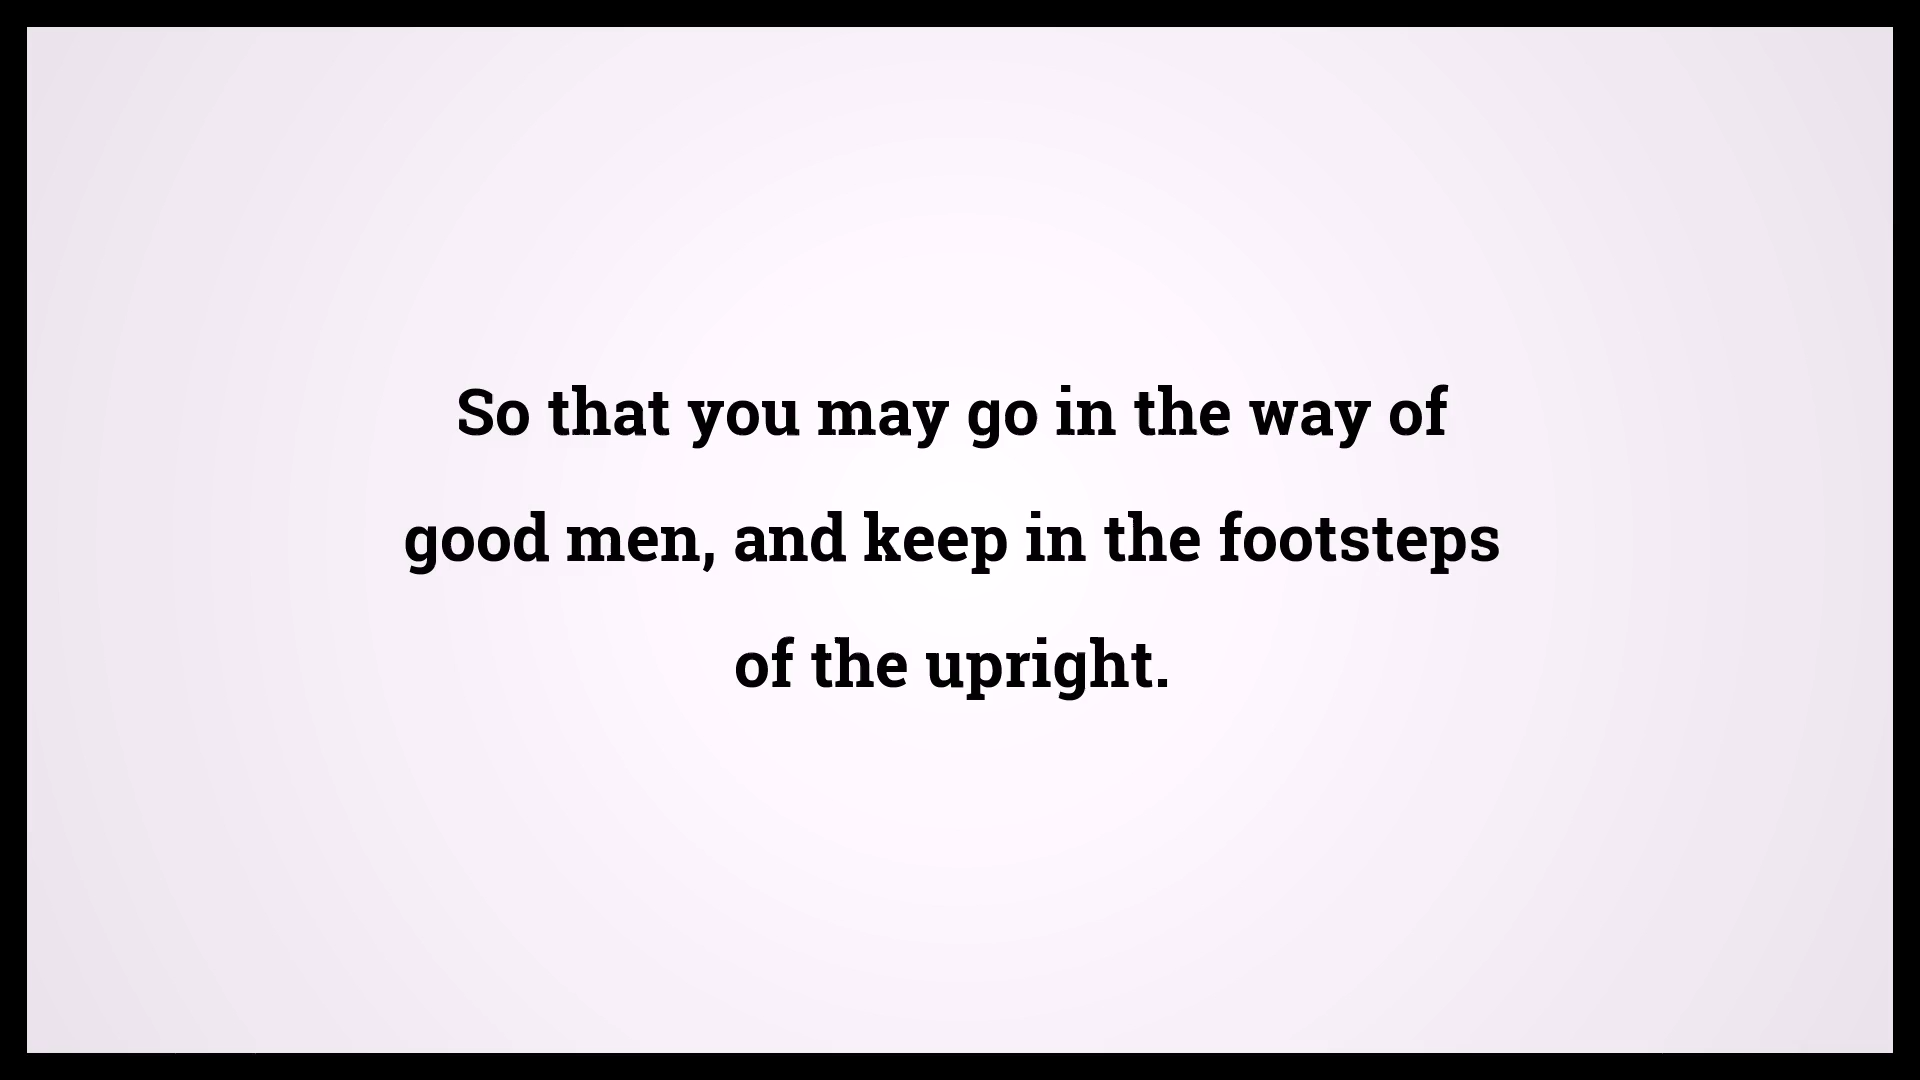 So that you may go in the way of
good men, and keep in the footsteps
of the upright.